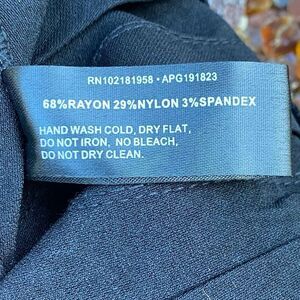 RN102181958 • APG191823
68%RAYON 29%NYLON 3%SPANDEX
HAND WASH COLD, DRY FLAT,
DO NOT IRON, NO BLEACH,
DO NOT DRY CLEAN.